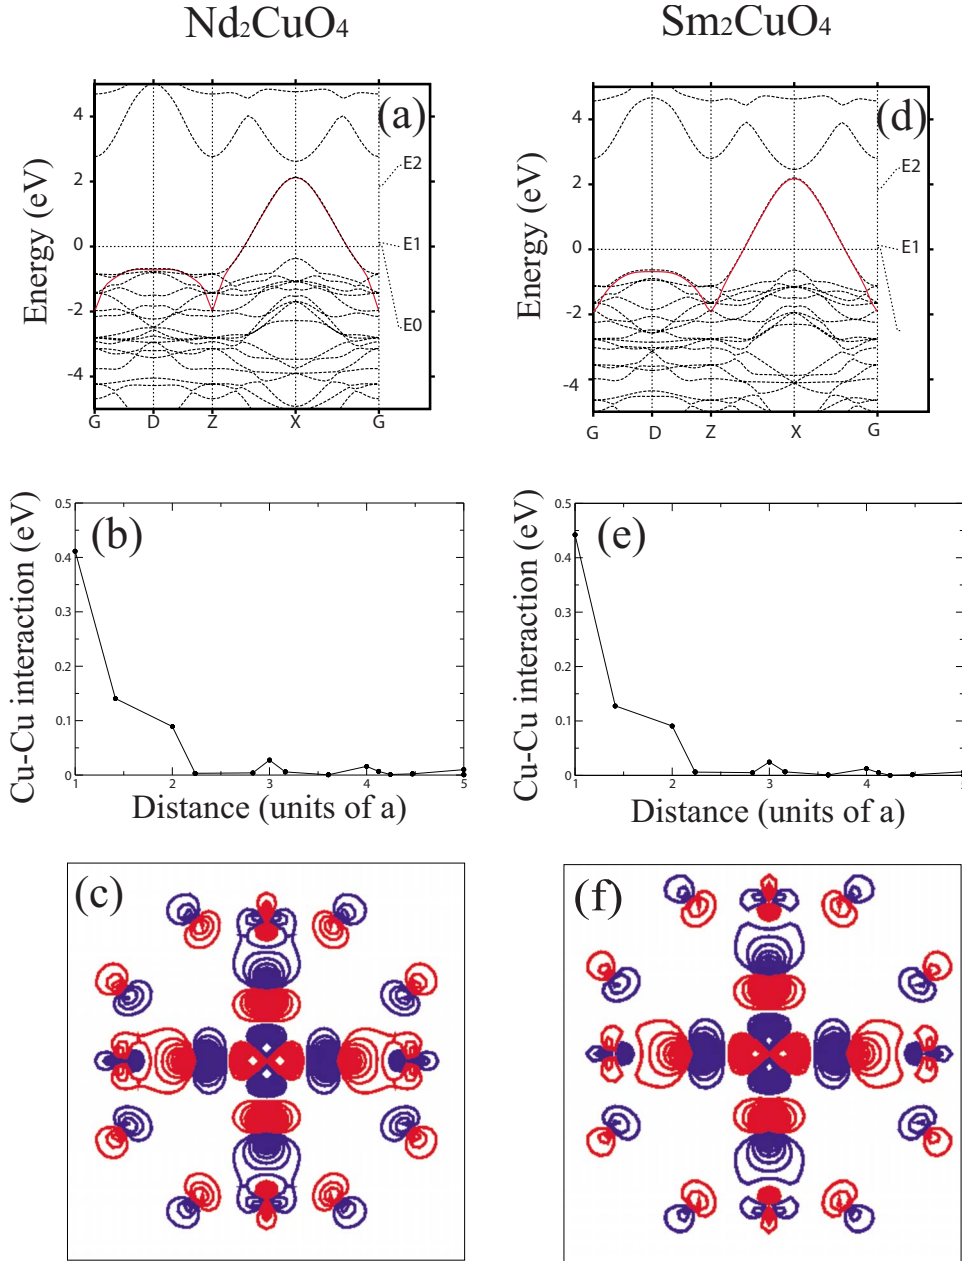 Nd₂CuO₄
Sm₂CuO₄
(a)
Energy (eV)
4
2
0
-2
-4
G D Z X G
E2
E1
E0
(d)
Energy (eV)
4
2
0
-2
-4
G D Z X G
E2
E1
(b)
Cu-Cu interaction (eV)
0.5
0.4
0.3
0.2
0.1
0
1 2 3 4 5
Distance (units of a)
(e)
Cu-Cu interaction (eV)
0.5
0.4
0.3
0.2
0.1
0
1 2 3 4
Distance (units of a)
(c)
(f)